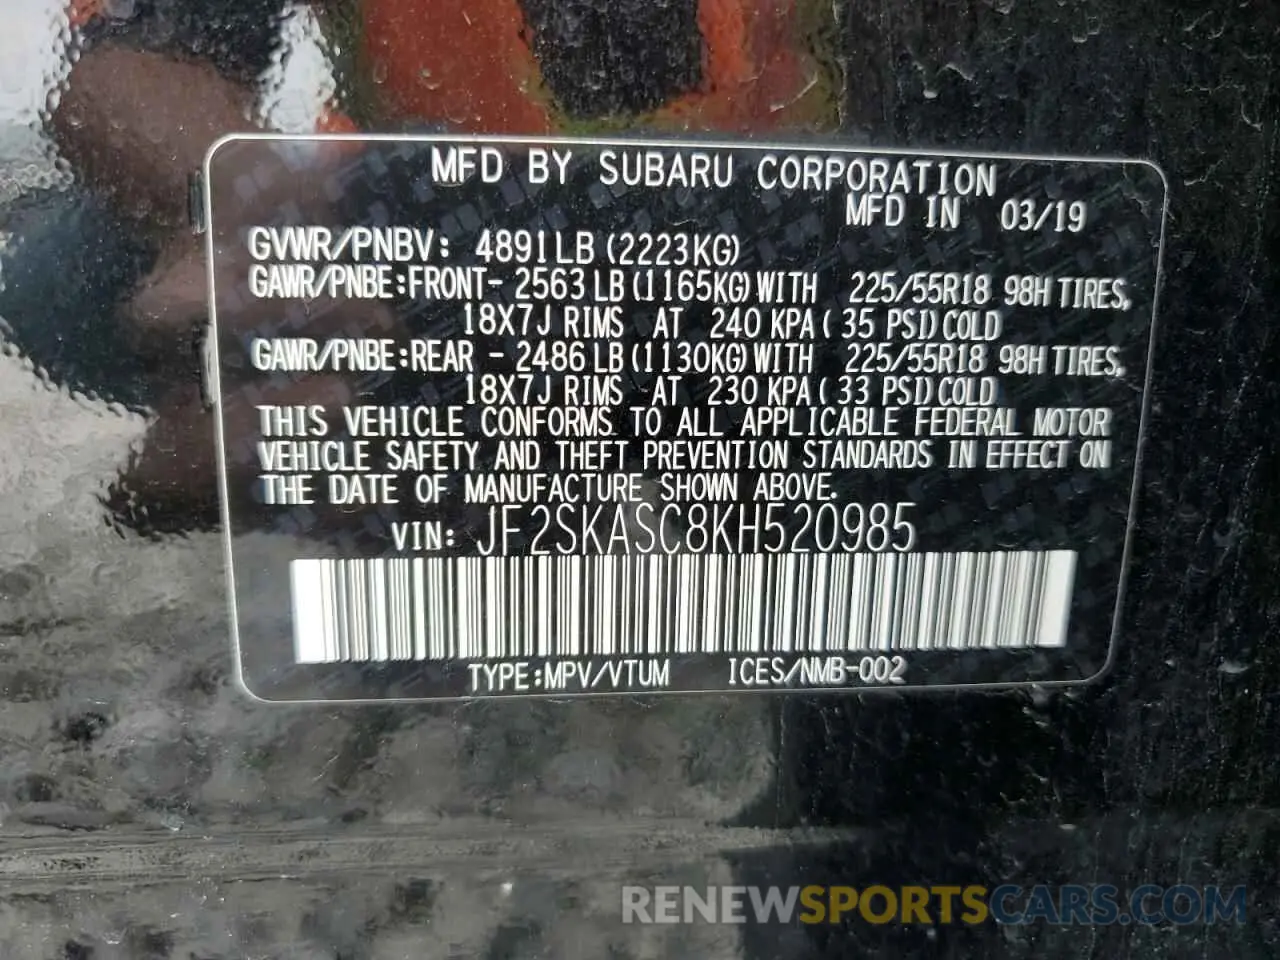 MFD BY SUBARU CORPORATION
MFD IN 03/19
GVWR/PNBV: 4891LB (2223KG)
GAWR/PNBE:FRONT- 2563 LB (1165KG) WITH 225/55R18 98H TIRES,
18X7J RIMS AT 240 KPA ( 35 PSI) COLD
GAWR/PNBE:REAR - 2486 LB (1130KG) WITH 225/55R18 98H TIRES,
18X7J RIMS AT 230 KPA ( 33 PSI) COLD
THIS VEHICLE CONFORMS TO ALL APPLICABLE FEDERAL MOTOR
VEHICLE SAFETY AND THEFT PREVENTION STANDARDS IN EFFECT ON
THE DATE OF MANUFACTURE SHOWN ABOVE.
VIN: JF2SKASC8KH520985
TYPE:MPV/VTUM ICES/NMB-002
RENEWSPORTSCARS.COM